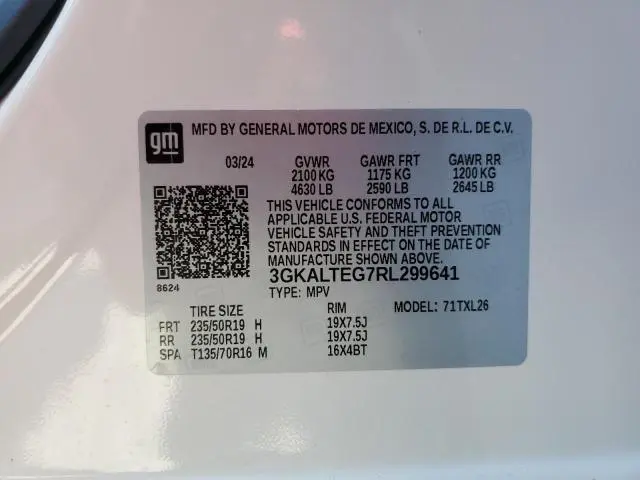 gm
MFD BY GENERAL MOTORS DE MEXICO, S. DE R.L. DE C.V.
03/24 GVWR GAWR FRT GAWR RR
2100 KG 1175 KG 1200 KG
4630 LB 2590 LB 2645 LB
THIS VEHICLE CONFORMS TO ALL
APPLICABLE U.S. FEDERAL MOTOR
VEHICLE SAFETY AND THEFT PREVENTION
STANDARDS IN EFFECT ON THE DATE OF
MANUFACTURE SHOWN ABOVE.
3GKALTEG7RL299641
8624
TYPE: MPV MODEL: 71TXL26
TIRE SIZE RIM
FRT 235/50R19 H 19X7.5J
RR 235/50R19 H 19X7.5J
SPA T135/70R16 M 16X4BT